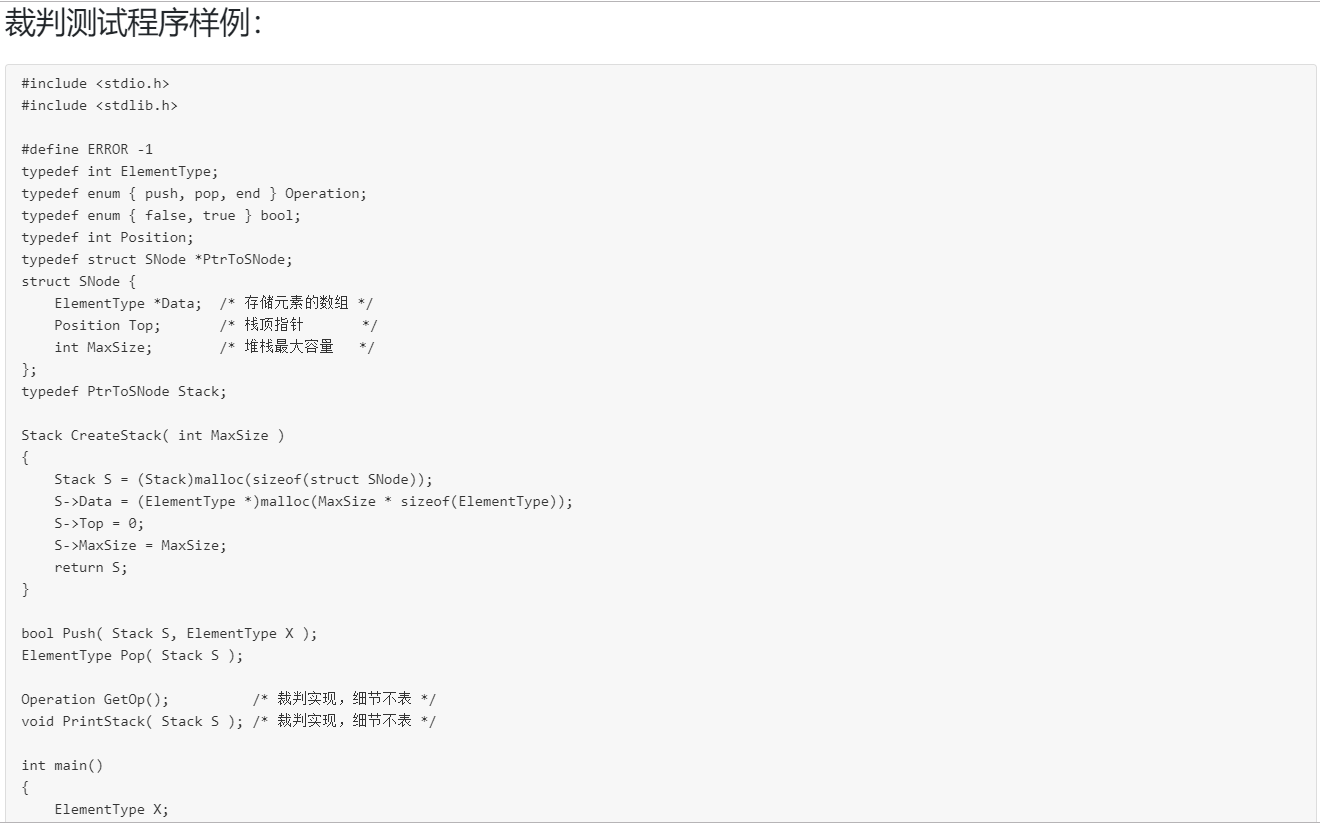 裁判测试程序样例：
#include <stdio.h>
#include <stdlib.h>

#define ERROR -1
typedef int ElementType;
typedef enum { push, pop, end } Operation;
typedef enum { false, true } bool;
typedef int Position;
typedef struct SNode *PtrToSNode;
struct SNode {
    ElementType *Data;  /* 存储元素的数组 */
    Position Top;       /* 栈顶指针       */
    int MaxSize;        /* 堆栈最大容量   */
};
typedef PtrToSNode Stack;

Stack CreateStack( int MaxSize )
{
    Stack S = (Stack)malloc(sizeof(struct SNode));
    S->Data = (ElementType *)malloc(MaxSize * sizeof(ElementType));
    S->Top = 0;
    S->MaxSize = MaxSize;
    return S;
}

bool Push( Stack S, ElementType X );
ElementType Pop( Stack S );

Operation GetOp();          /* 裁判实现，细节不表 */
void PrintStack( Stack S ); /* 裁判实现，细节不表 */

int main()
{
    ElementType X;